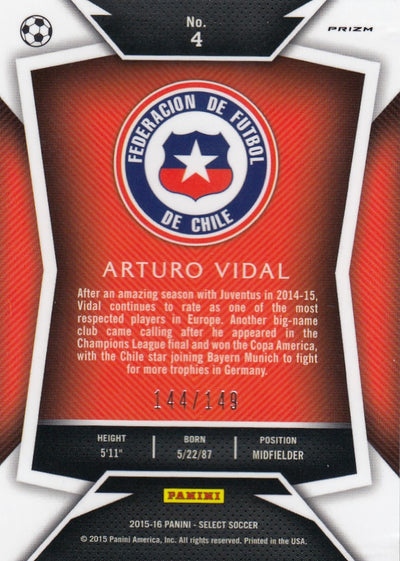 No.
4
PRIZM
FEDERACION DE FUTBOL
DE CHILE
ARTURO VIDAL
After an amazing season with Juventus in 2014-15,
Vidal continues to rate as one of the most
respected players in Europe. Another big-name
club came calling after he appeared in the
Champions League final and won the Copa America,
with the Chile star joining Bayern Munich to fight
for more trophies in Germany.
144/149
HEIGHT BORN POSITION
5'11" 5/22/87 MIDFIELDER
PANINI
2015-16 PANINI - SELECT SOCCER
© 2015 Panini America, Inc. All rights reserved. Printed in the USA.